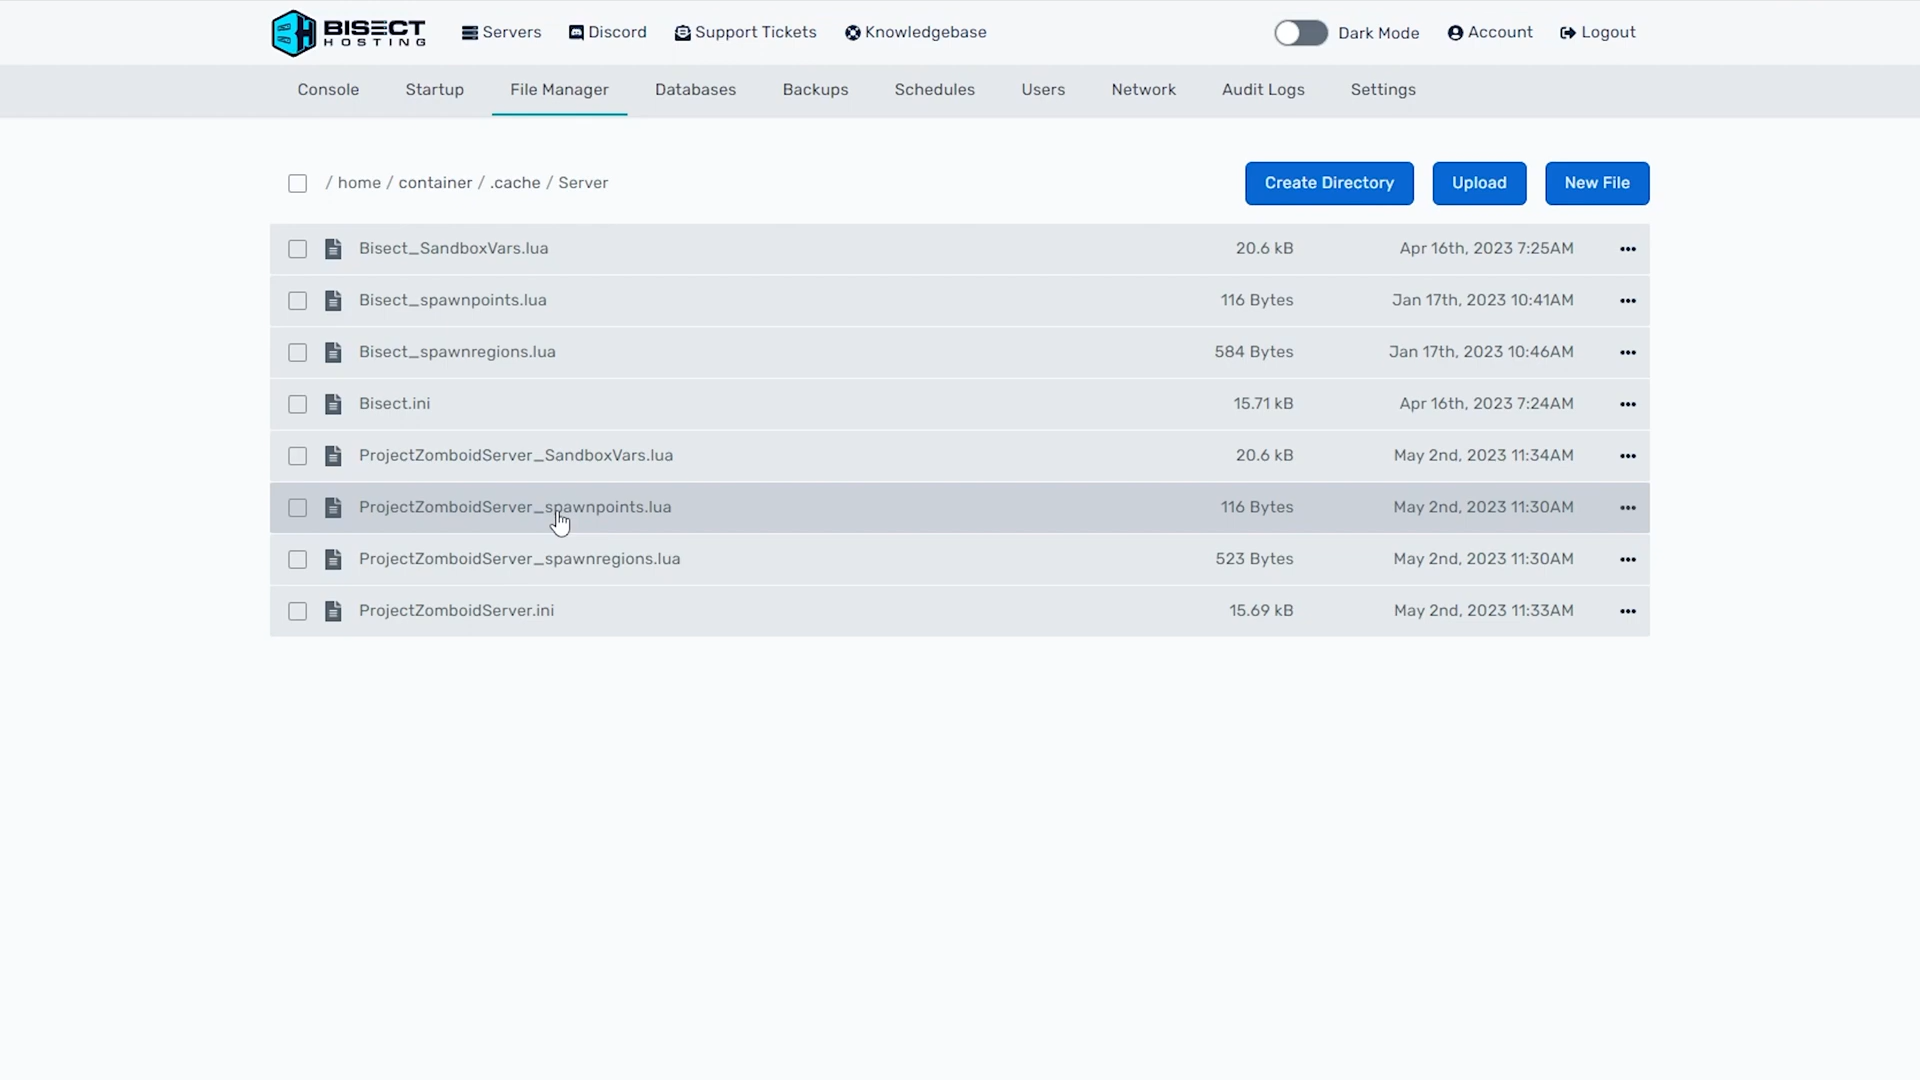 BISECT HOSTING Servers Discord Support Tickets Knowledgebase Dark Mode Account Logout
Console Startup File Manager Databases Backups Schedules Users Network Audit Logs Settings
/ home / container / .cache / Server Create Directory Upload New File
Bisect_SandboxVars.lua 20.6 kB Apr 16th, 2023 7:25AM
Bisect_spawnpoints.lua 116 Bytes Jan 17th, 2023 10:41AM
Bisect_spawnregions.lua 584 Bytes Jan 17th, 2023 10:46AM
Bisect.ini 15.71 kB Apr 16th, 2023 7:24AM
ProjectZomboidServer_SandboxVars.lua 20.6 kB May 2nd, 2023 11:34AM
ProjectZomboidServer_spawnpoints.lua 116 Bytes May 2nd, 2023 11:30AM
ProjectZomboidServer_spawnregions.lua 523 Bytes May 2nd, 2023 11:30AM
ProjectZomboidServer.ini 15.69 kB May 2nd, 2023 11:33AM